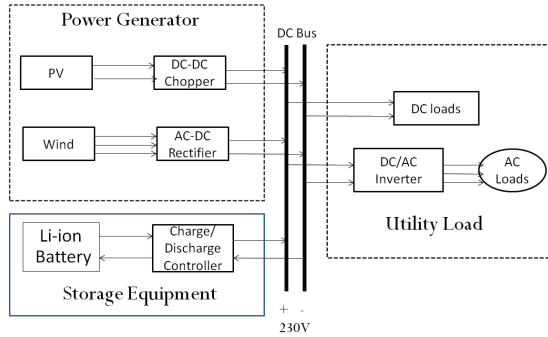 Power Generator
DC Bus
PV
DC-DC
Chopper
DC loads
Wind
AC-DC
Rectifier
DC/AC
Inverter
AC
Loads
Utility Load
Li-ion
Battery
Charge/
Discharge
Controller
Storage Equipment
+ -
230V